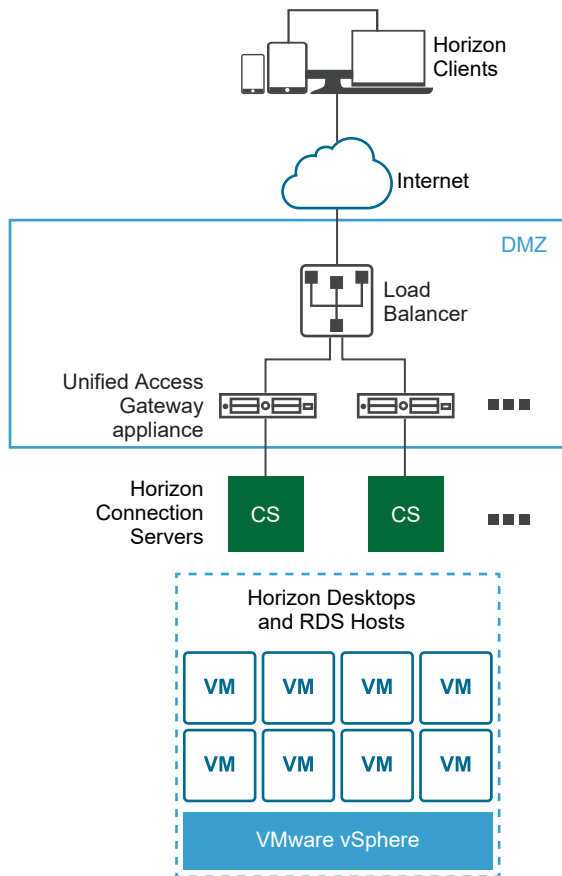 Horizon
Clients
Internet
DMZ
Load
Balancer
Unified Access
Gateway
appliance
Horizon
Connection
Servers
CS
CS
Horizon Desktops
and RDS Hosts
VM VM VM VM
VM VM VM VM
VMware vSphere